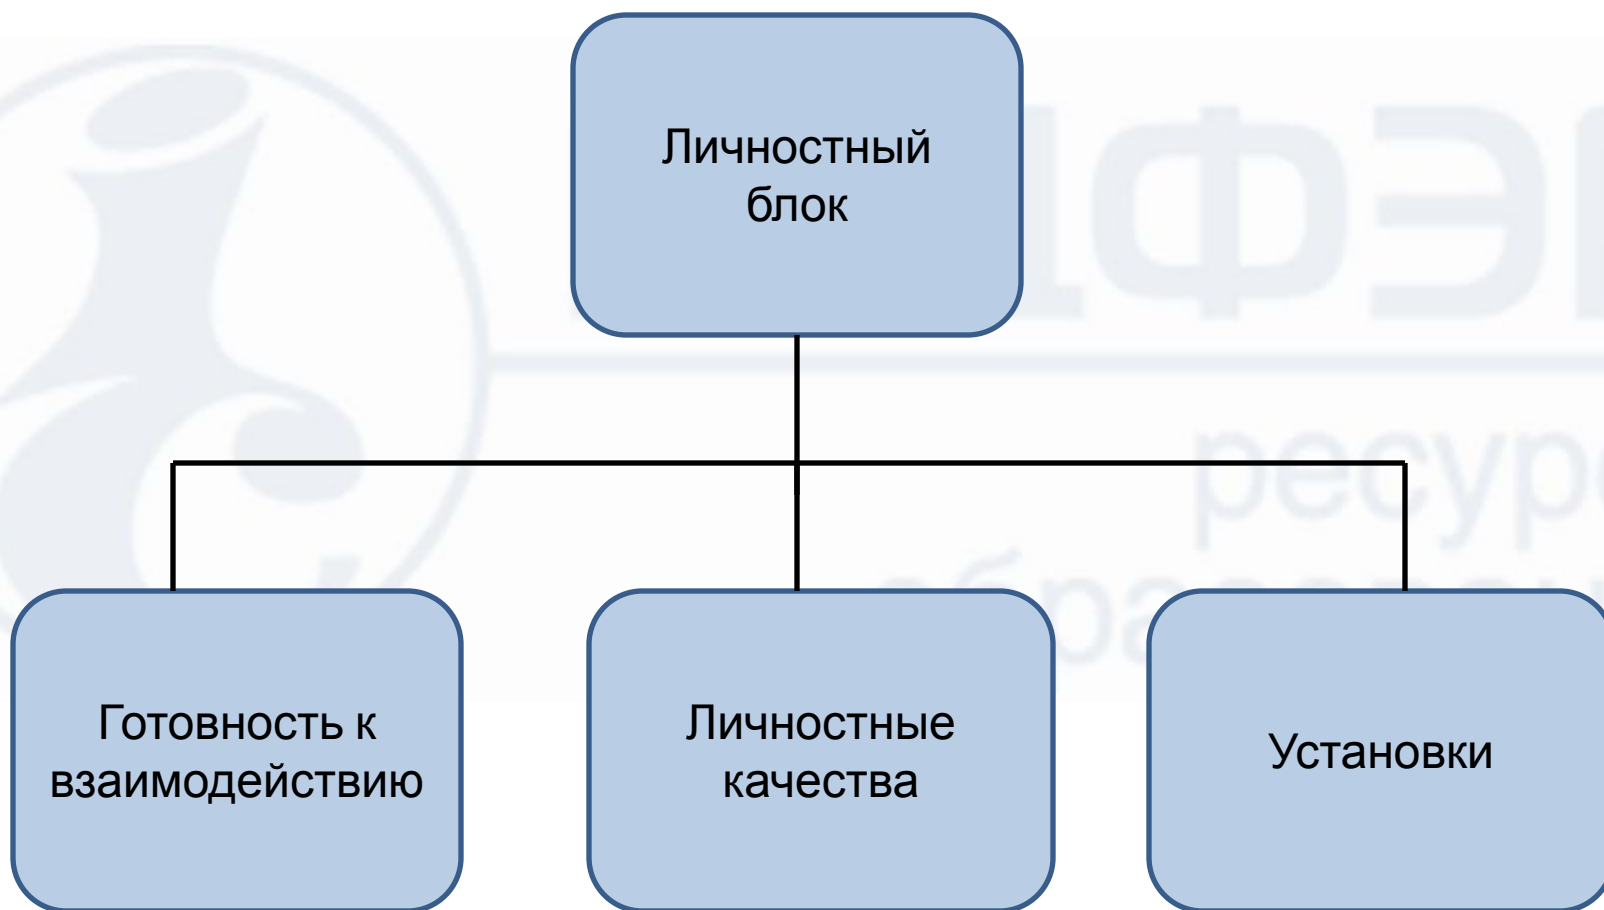 Личностный
блок
Готовность к
взаимодействию
Личностные
качества
Установки